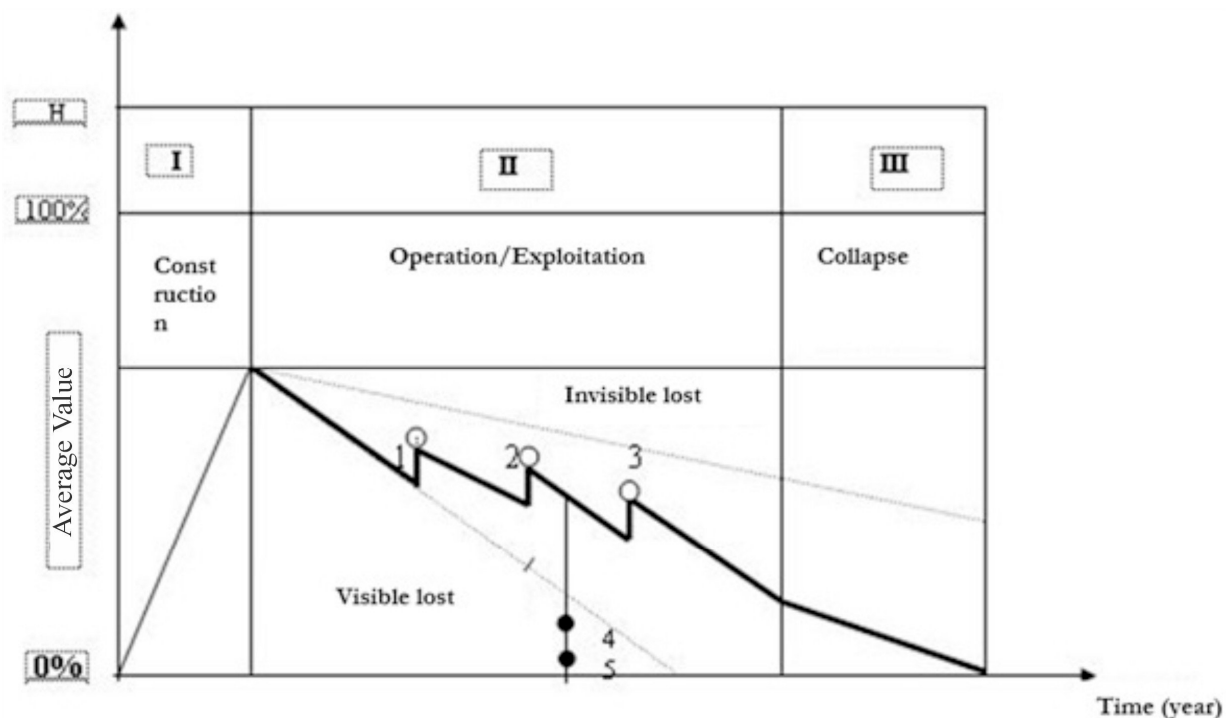 H
I
II
III
100%
Const
ructio
n
Operation/Exploitation
Collapse
Average Value
Invisible lost
1
2
3
Visible lost
4
5
0%
Time (year)